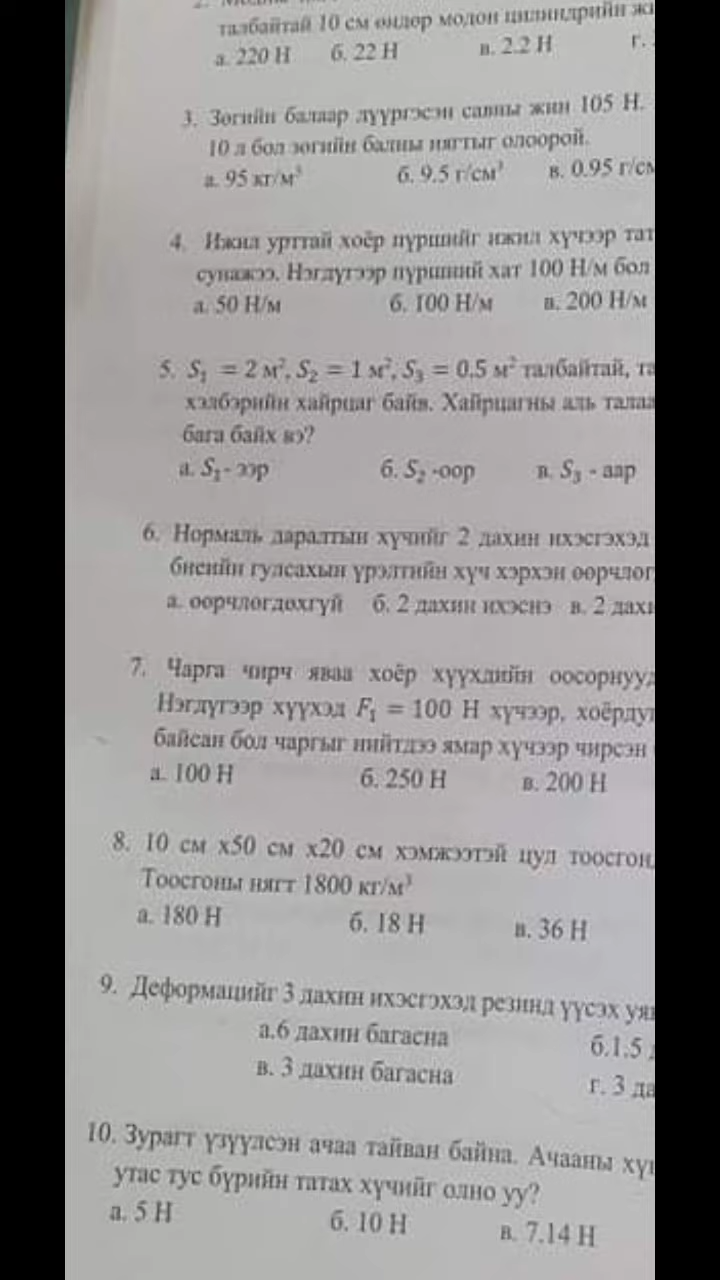 талбайтай 10 см өндөр модон цилиндрийн
а. 220 Н б. 22 Н в. 2.2 Н г.
3. Зөгийн балаар дүүргэсэн савны жин 105 Н.
10 л бол зөгийн балны нягтыг олоорой.
а. 95 кг/м³ б. 9.5 г/см³ в. 0.95 г/см
4. Ижил урттай хоёр пүршийг ижил хүчээр тат
сунажээ. Нэгдүгээр пүршний хат 100 Н/м бол
а. 50 Н/м б. 100 Н/м в. 200 Н/м
5. S₁ = 2 м², S₂ = 1 м², S₃ = 0.5 м² талбайтай, та
хэлбэрийн хайрцаг байв. Хайрцагны аль талаа
бага байх вэ?
а. S₁- ээр б. S₂ -оор в. S₃ - аар
6. Нормаль даралтын хүчийг 2 дахин ихэсгэхэд
биеийн гулсахын үрэлтийн хүч хэрхэн өөрчлөг
а. өөрчлөгдөхгүй б. 2 дахин ихэснэ в. 2 дахи
7. Чарга чирч яваа хоёр хүүхдийн оосорнууд
Нэгдүгээр хүүхэд F₁ = 100 Н хүчээр, хоёрдуг
байсан бол чаргыг нийтдээ ямар хүчээр чирсэн
а. 100 Н б. 250 Н в. 200 Н
8. 10 см х50 см х20 см хэмжээтэй цул тоосгон
Тоосгоны нягт 1800 кг/м³
а. 180 Н б. 18 Н в. 36 Н
9. Деформацийг 3 дахин ихэсгэхэд резинд үүсэх уян
а.6 дахин багасна б.1.5 д
в. 3 дахин багасна г. 3 да
10. Зурагт үзүүлсэн ачаа тайван байна. Ачааны хүн
утас тус бүрийн татах хүчийг олно уу?
а. 5 Н б. 10 Н в. 7.14 Н